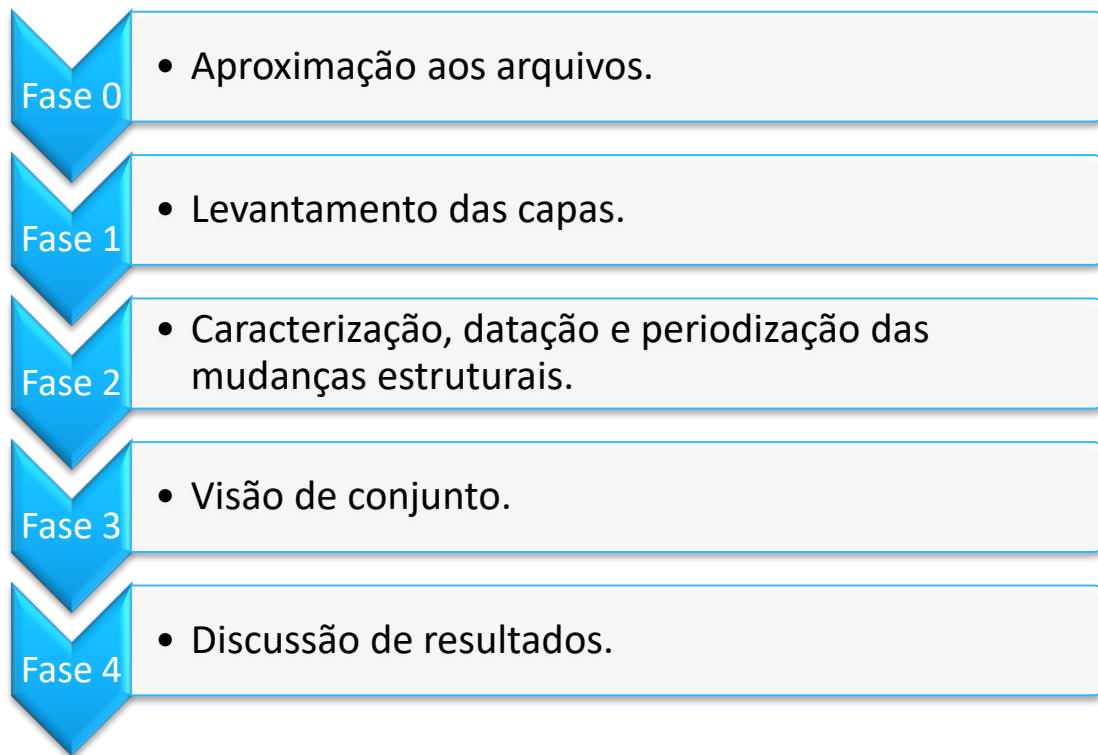 Fase 0
• Aproximação aos arquivos.
Fase 1
• Levantamento das capas.
Fase 2
• Caracterização, datação e periodização das
mudanças estruturais.
Fase 3
• Visão de conjunto.
Fase 4
• Discussão de resultados.